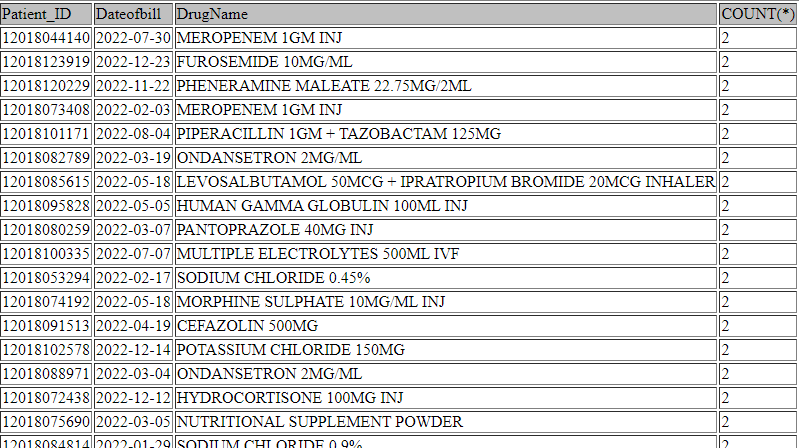 Patient_ID Dateofbill DrugName COUNT(*)
12018044140 2022-07-30 MEROPENEM 1GM INJ 2
12018123919 2022-12-23 FUROSEMIDE 10MG/ML 2
12018120229 2022-11-22 PHENERAMINE MALEATE 22.75MG/2ML 2
12018073408 2022-02-03 MEROPENEM 1GM INJ 2
12018101171 2022-08-04 PIPERACILLIN 1GM + TAZOBACTAM 125MG 2
12018082789 2022-03-19 ONDANSETRON 2MG/ML 2
12018085615 2022-05-18 LEVOSALBUTAMOL 50MCG + IPRATROPIUM BROMIDE 20MCG INHALER 2
12018095828 2022-05-05 HUMAN GAMMA GLOBULIN 100ML INJ 2
12018080259 2022-03-07 PANTOPRAZOLE 40MG INJ 2
12018100335 2022-07-07 MULTIPLE ELECTROLYTES 500ML IVF 2
12018053294 2022-02-17 SODIUM CHLORIDE 0.45% 2
12018074192 2022-05-18 MORPHINE SULPHATE 10MG/ML INJ 2
12018091513 2022-04-19 CEFAZOLIN 500MG 2
12018102578 2022-12-14 POTASSIUM CHLORIDE 150MG 2
12018088971 2022-03-04 ONDANSETRON 2MG/ML 2
12018072438 2022-12-12 HYDROCORTISONE 100MG INJ 2
12018075690 2022-03-05 NUTRITIONAL SUPPLEMENT POWDER 2
12018084814 2022-01-29 SODIUM CHLORIDE 0.9% 2